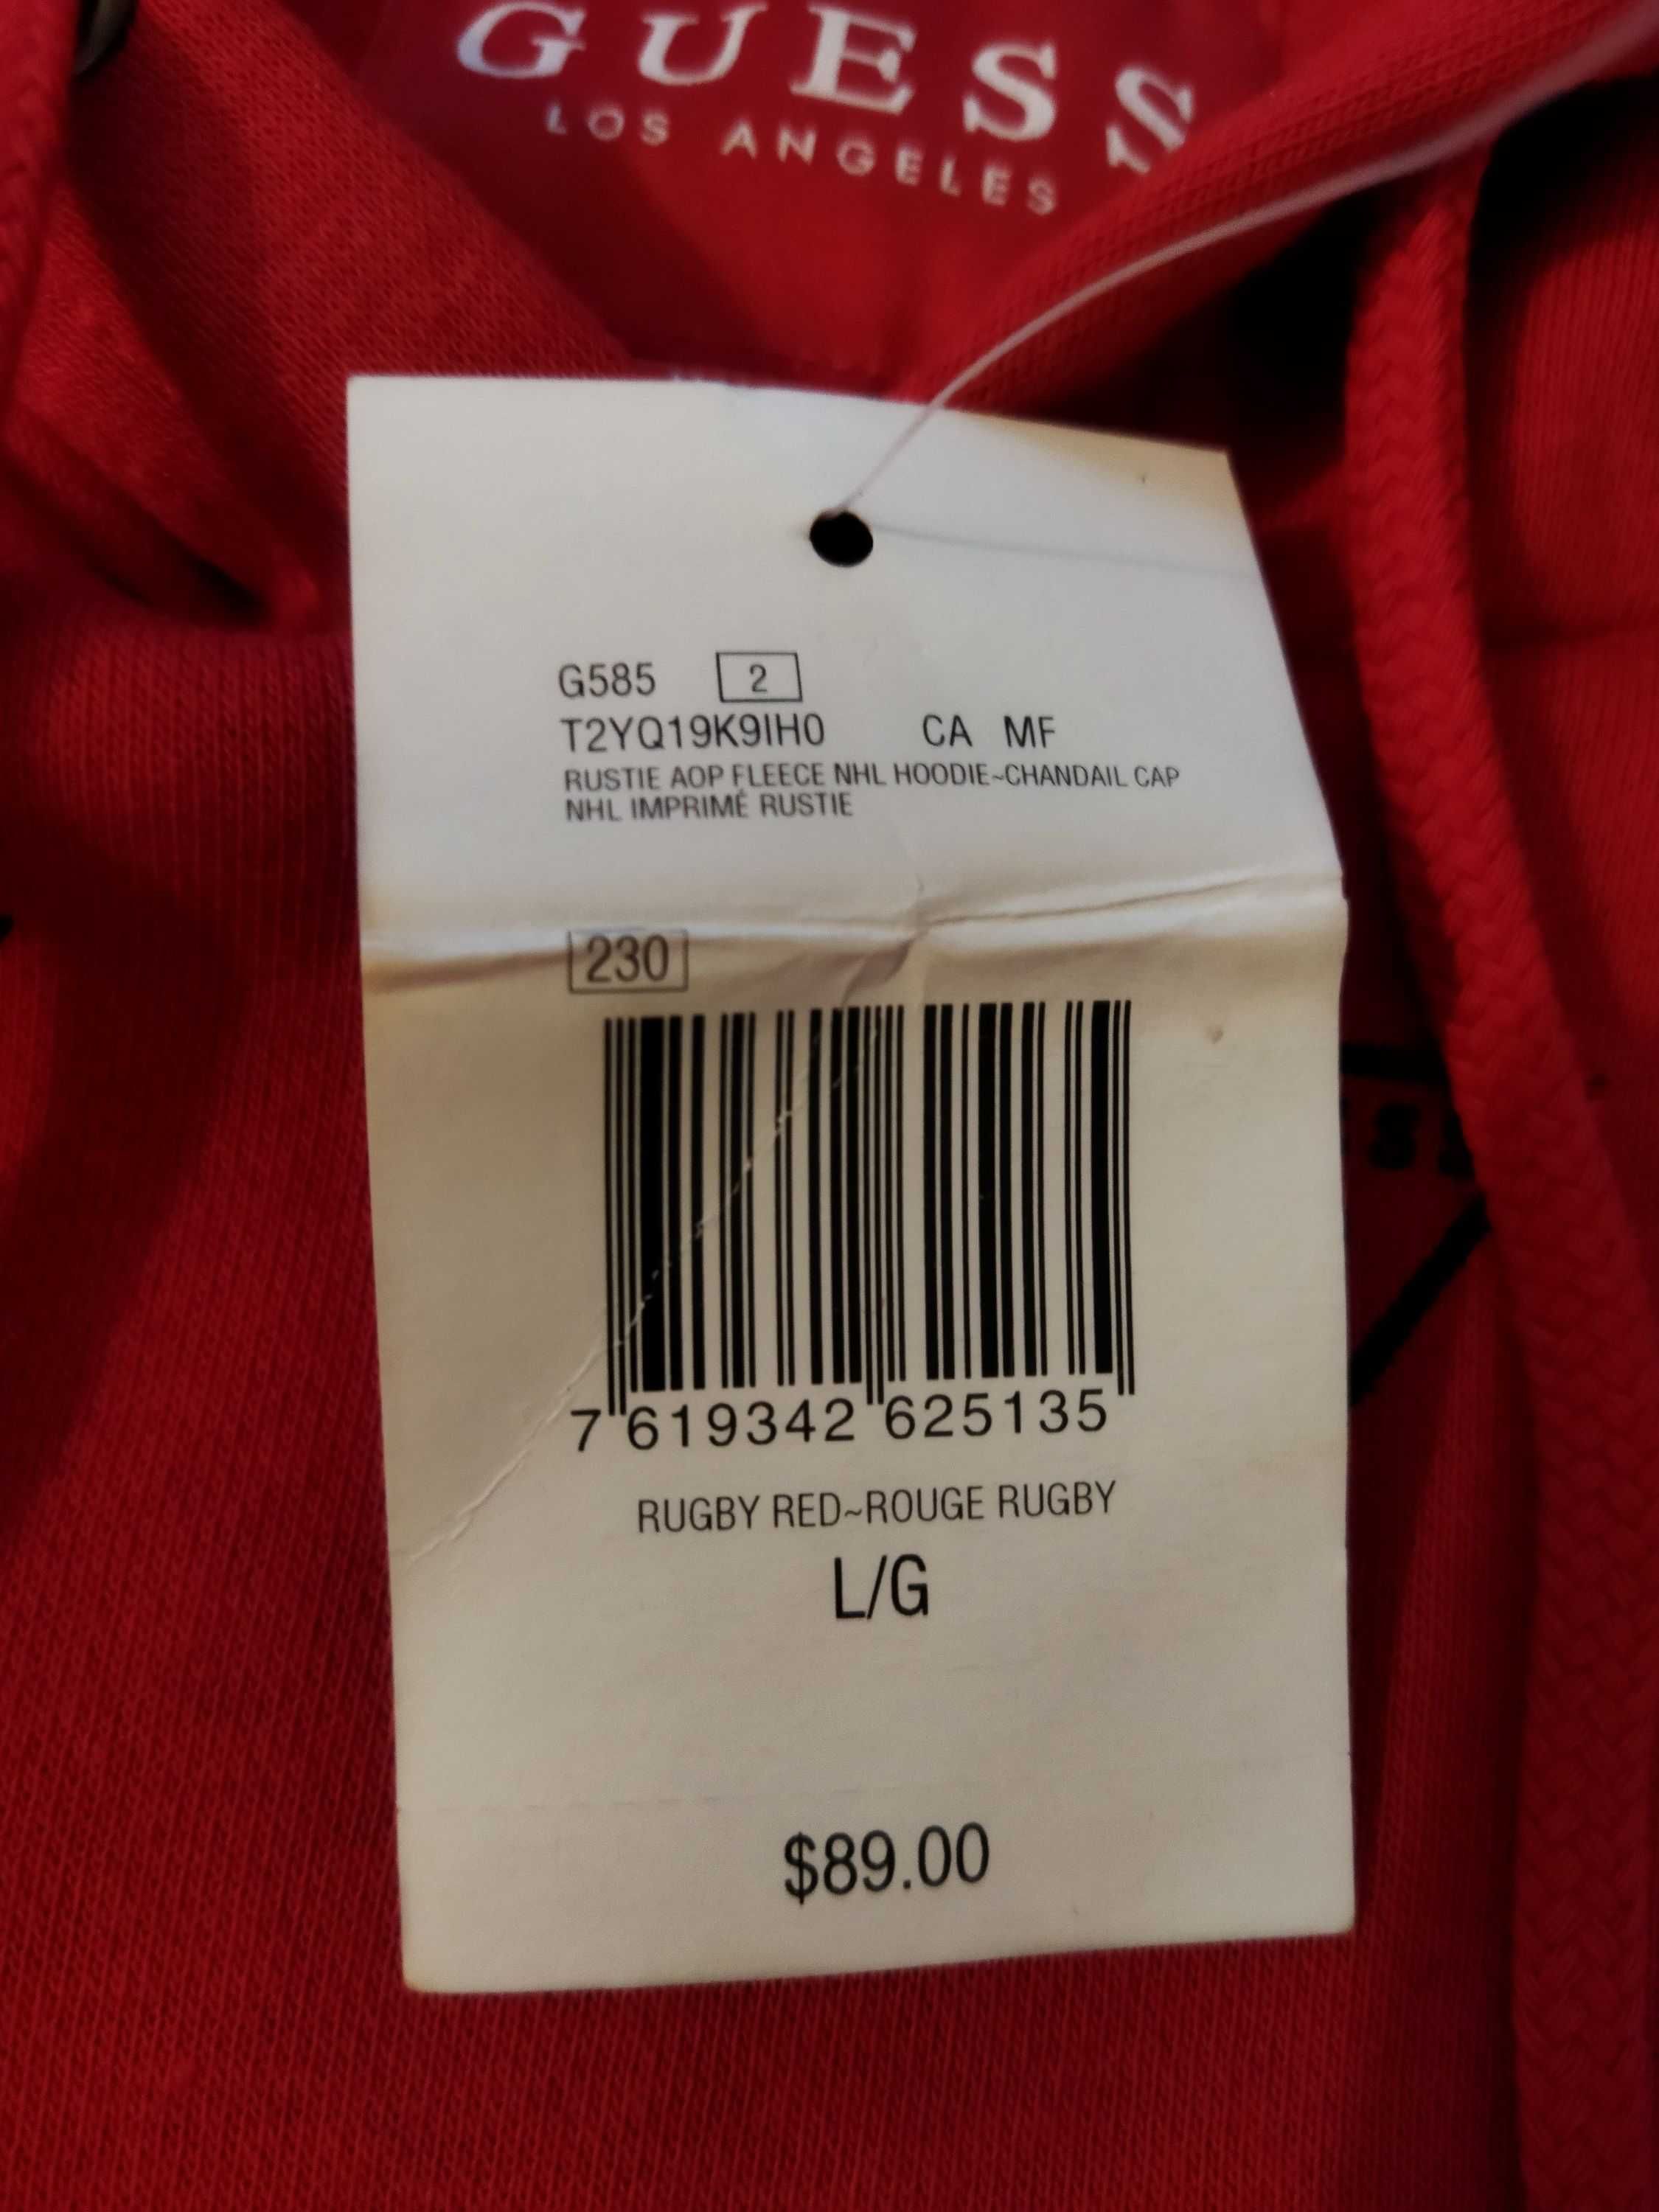 GUESS
LOS ANGELES
G585 2
T2YQ19K9IH0 CA MF
RUSTIE AOP FLEECE NHL HOODIE~CHANDAIL CAP
NHL IMPRIMÉ RUSTIE
230
7 619342 625135
RUGBY RED~ROUGE RUGBY
L/G
$89.00